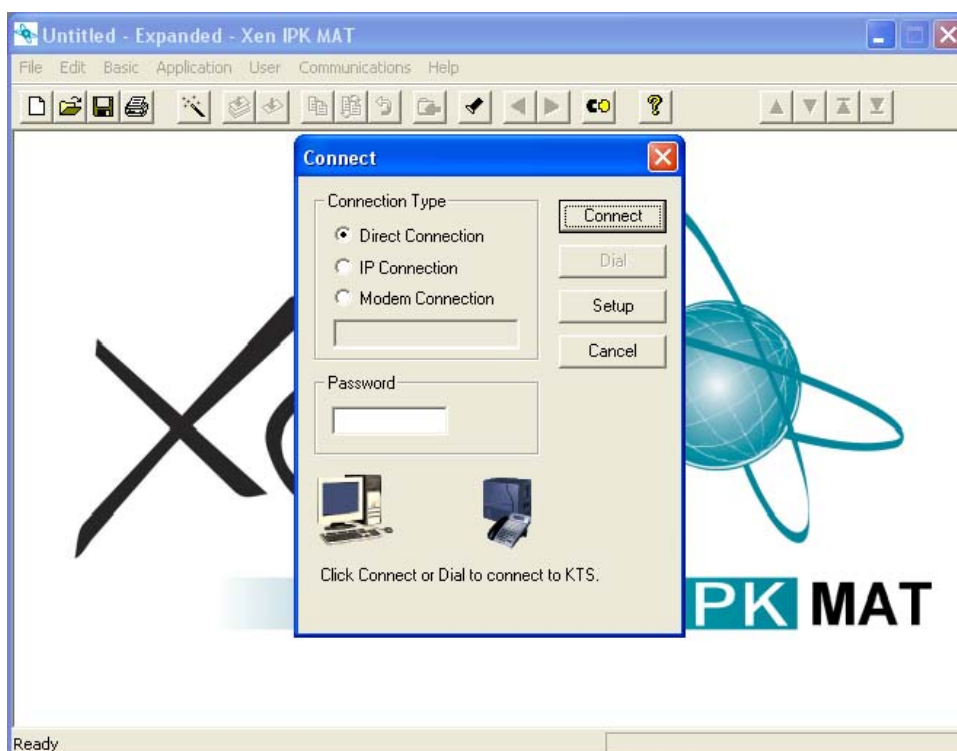 Untitled - Expanded - Xen IPK MAT
File Edit Basic Application User Communications Help
Connect
Connection Type
Direct Connection
IP Connection
Modem Connection
Connect
Dial
Setup
Cancel
Password
Click Connect or Dial to connect to KTS.
PK MAT
Ready